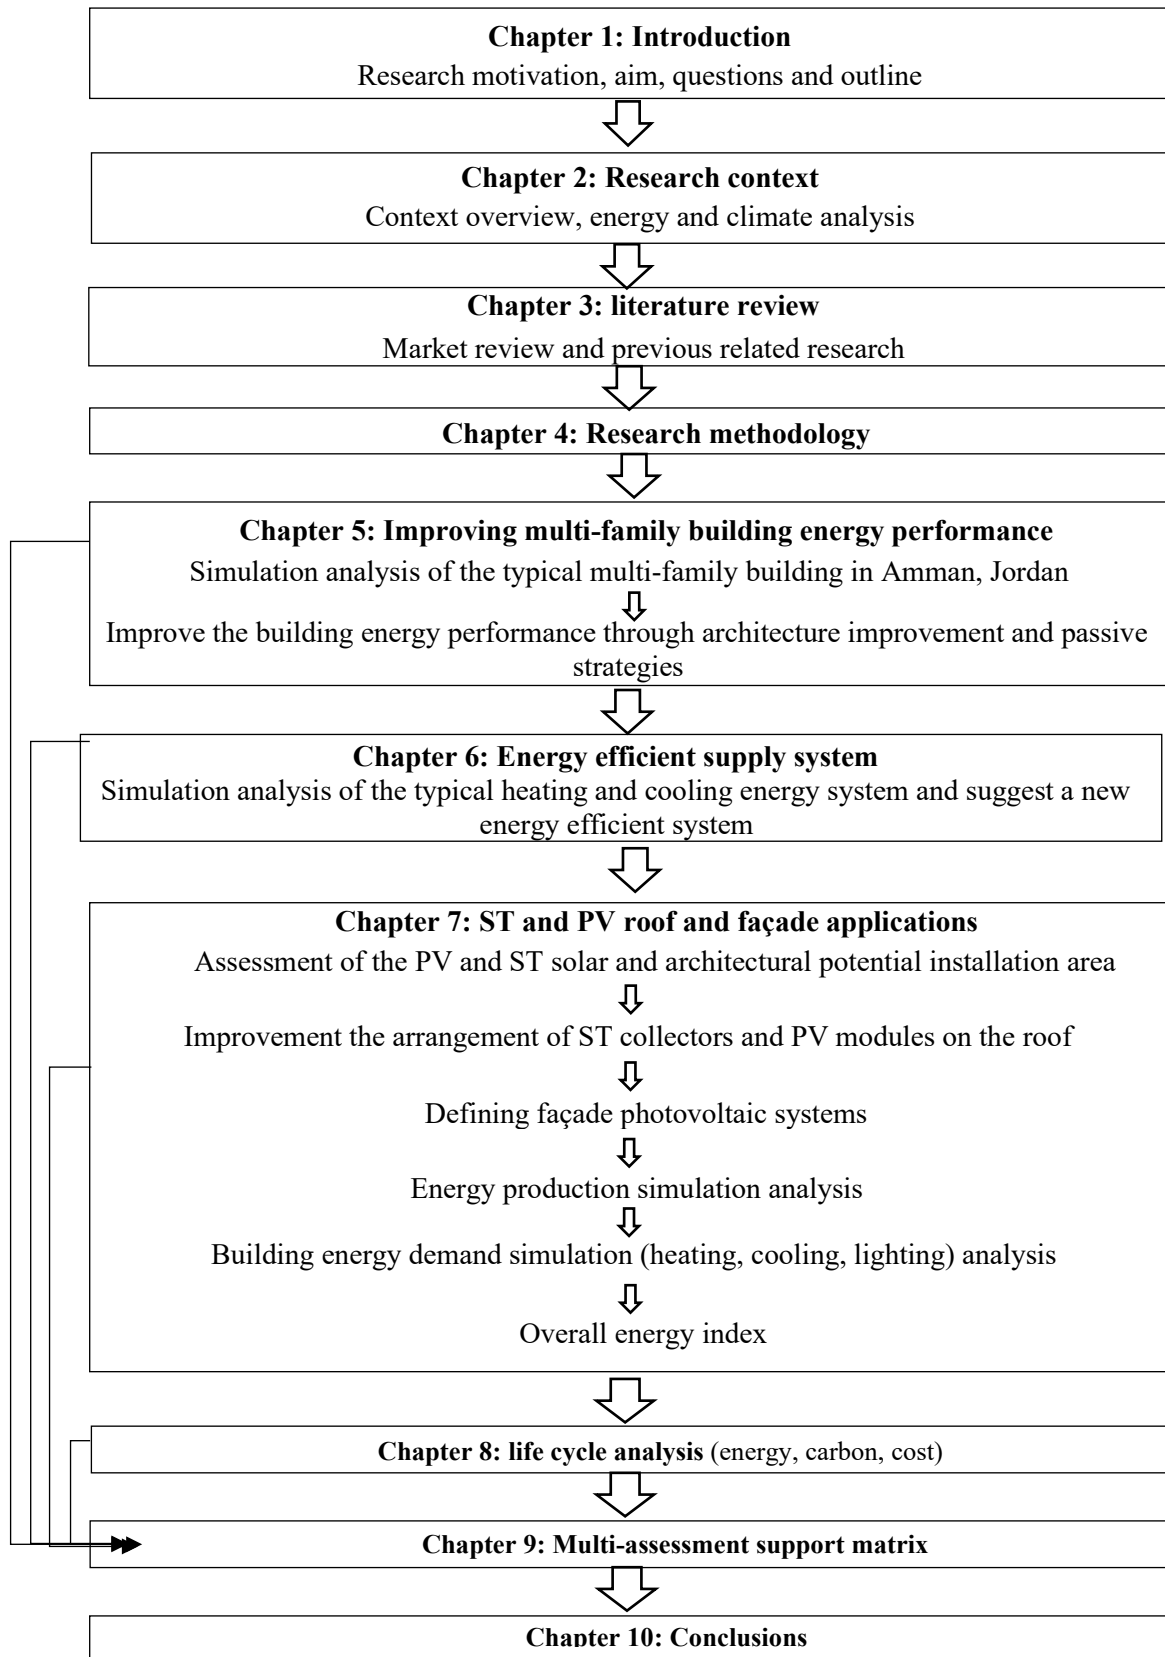 Chapter 1: Introduction
Research motivation, aim, questions and outline
Chapter 2: Research context
Context overview, energy and climate analysis
Chapter 3: literature review
Market review and previous related research
Chapter 4: Research methodology
Chapter 5: Improving multi-family building energy performance
Simulation analysis of the typical multi-family building in Amman, Jordan
Improve the building energy performance through architecture improvement and passive
strategies
Chapter 6: Energy efficient supply system
Simulation analysis of the typical heating and cooling energy system and suggest a new
energy efficient system
Chapter 7: ST and PV roof and façade applications
Assessment of the PV and ST solar and architectural potential installation area
Improvement the arrangement of ST collectors and PV modules on the roof
Defining façade photovoltaic systems
Energy production simulation analysis
Building energy demand simulation (heating, cooling, lighting) analysis
Overall energy index
Chapter 8: life cycle analysis (energy, carbon, cost)
Chapter 9: Multi-assessment support matrix
Chapter 10: Conclusions